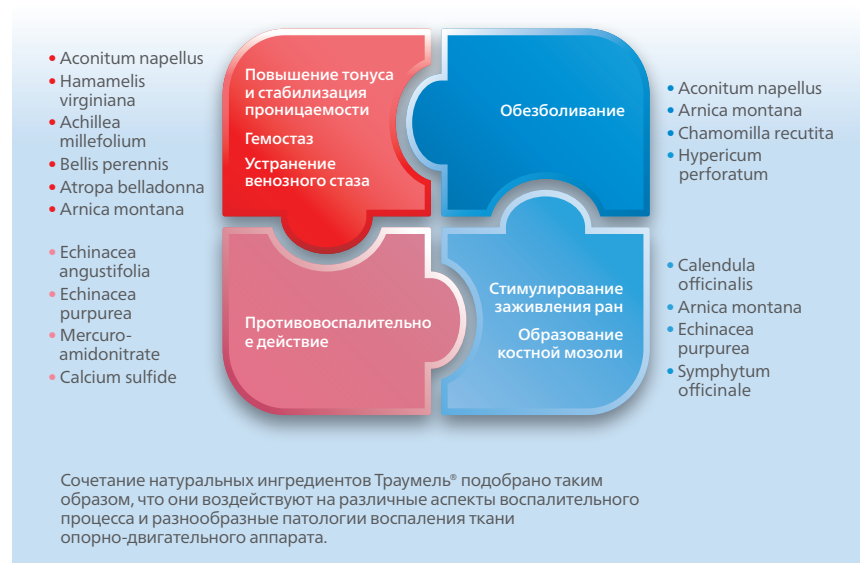 • Aconitum napellus
• Hamamelis
virginiana
• Achillea
millefolium
• Bellis perennis
• Atropa belladonna
• Arnica montana
Повышение тонуса
и стабилизация
проницаемости
Гемостаз
Устранение
венозного стаза
Обезболивание
• Aconitum napellus
• Arnica montana
• Chamomilla recutita
• Hypericum
perforatum
• Echinacea
angustifolia
• Echinacea
purpurea
• Mercuro-
amidonitrate
• Calcium sulfide
Противовоспалительно
е действие
Стимулирование
заживления ран
Образование
костной мозоли
• Calendula
officinalis
• Arnica montana
• Echinacea
purpurea
• Symphytum
officinale
Сочетание натуральных ингредиентов Траумель® подобрано таким
образом, что они воздействуют на различные аспекты воспалительного
процесса и разнообразные патологии воспаления ткани
опорно-двигательного аппарата.